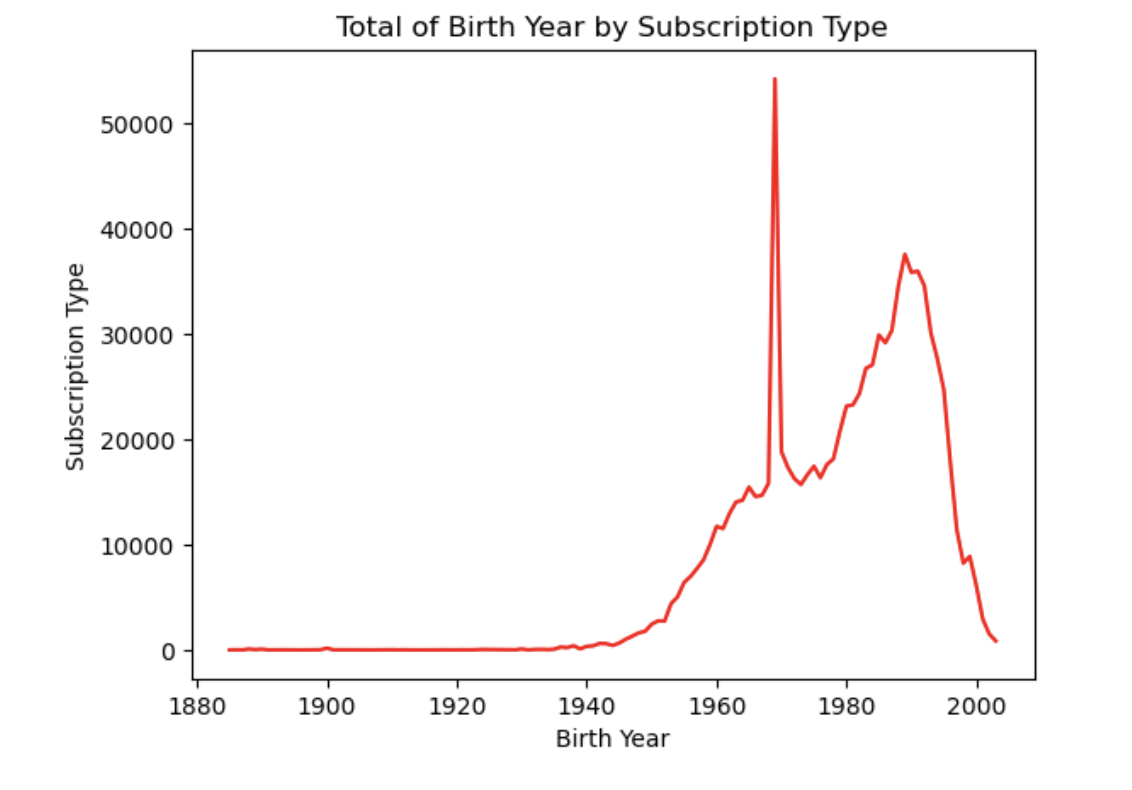 Total of Birth Year by Subscription Type
50000
40000
30000
20000
10000
0
Subscription Type
1880 1900 1920 1940 1960 1980 2000
Birth Year